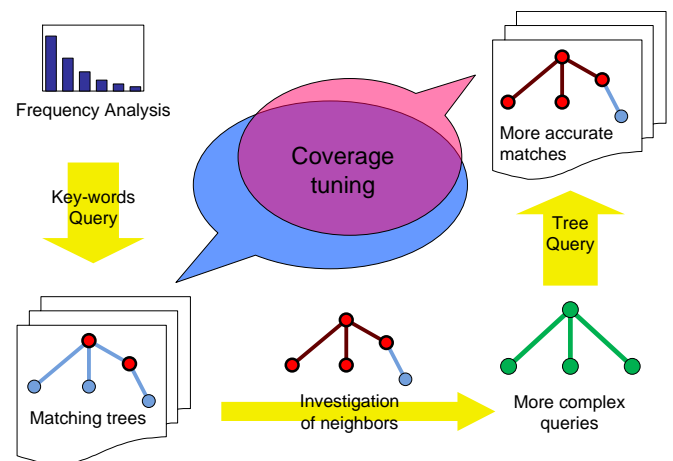 Frequency Analysis
Key-words
Query
Coverage
tuning
More accurate
matches
Tree
Query
Matching trees
Investigation
of neighbors
More complex
queries